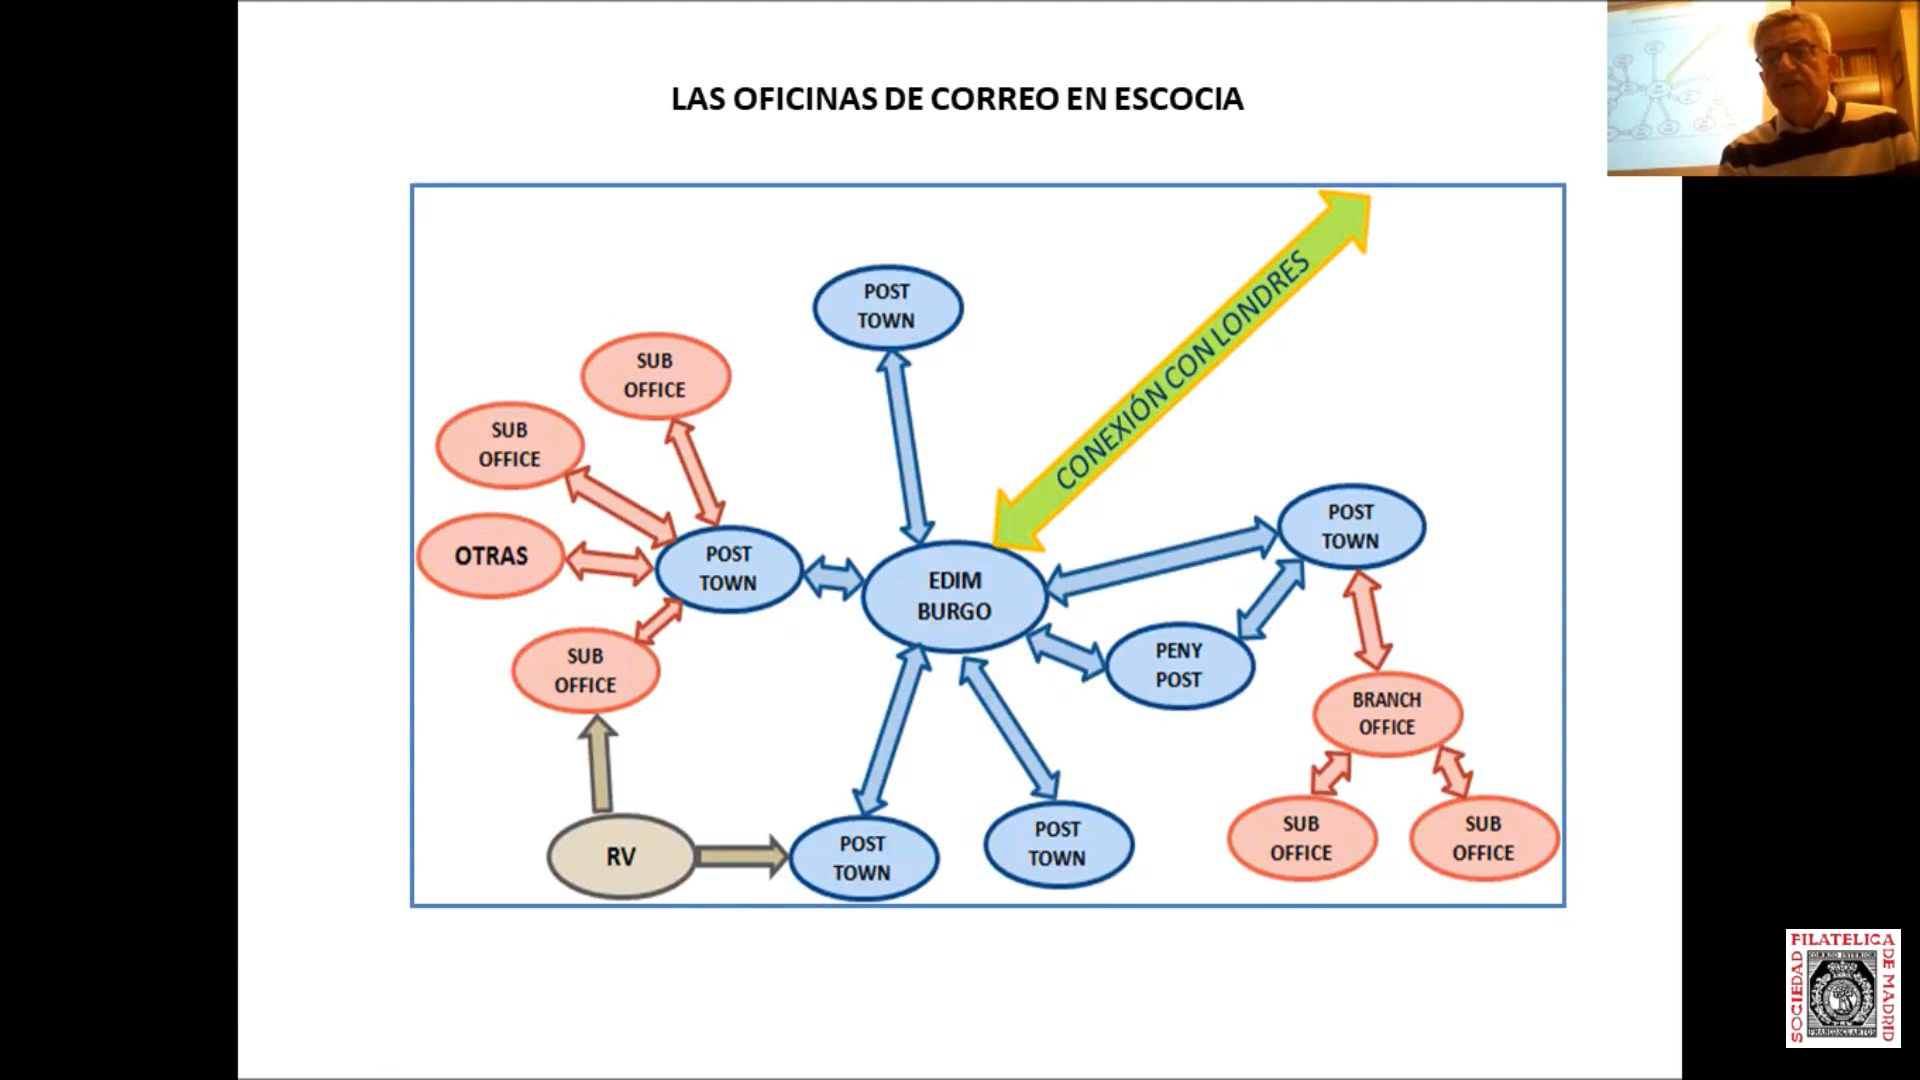 LAS OFICINAS DE CORREO EN ESCOCIA
CONEXIÓN CON LONDRES
POST
TOWN
SUB
OFFICE
SUB
OFFICE
OTRAS
POST
TOWN
SUB
OFFICE
EDIM
BURGO
POST
TOWN
PENY
POST
BRANCH
OFFICE
SUB
OFFICE
SUB
OFFICE
RV
POST
TOWN
POST
TOWN
SOCIEDAD
FILATELICA
DE MADRID
CORREO INTERIOR